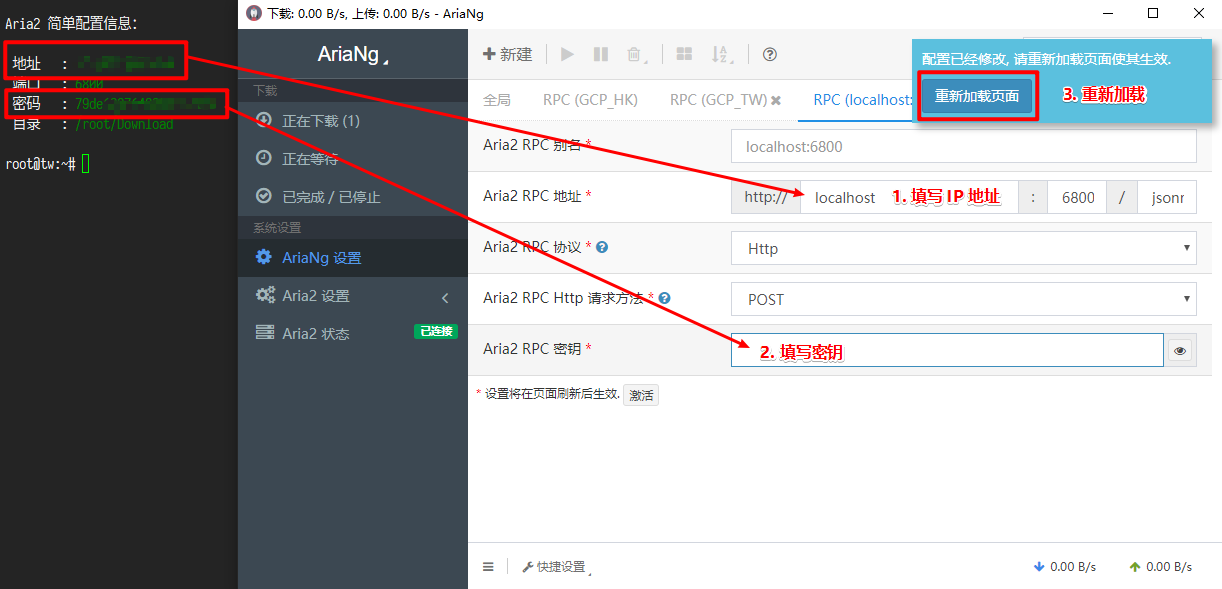 Aria2 简单配置信息:
地址 :
端口 : 6800
密码 : 79de
目录 : /root/Download
root@tw:~#
下载: 0.00 B/s, 上传: 0.00 B/s - AriaNg
AriaNg
下载
正在下载 (1)
正在等待
已完成 / 已停止
系统设置
AriaNg 设置
Aria2 设置
Aria2 状态 已连接
新建
全局 RPC (GCP_HK) RPC (GCP_TW) RPC (localhost:
配置已经修改, 请重新加载页面使其生效.
重新加载页面 3. 重新加载
Aria2 RPC 别名 * localhost:6800
Aria2 RPC 地址 * http:// localhost 1. 填写 IP 地址 : 6800 / jsonr
Aria2 RPC 协议 * Http
Aria2 RPC Http 请求方法 * POST
Aria2 RPC 密钥 * 2. 填写密钥
* 设置将在页面刷新后生效. 激活
快捷设置 0.00 B/s 0.00 B/s